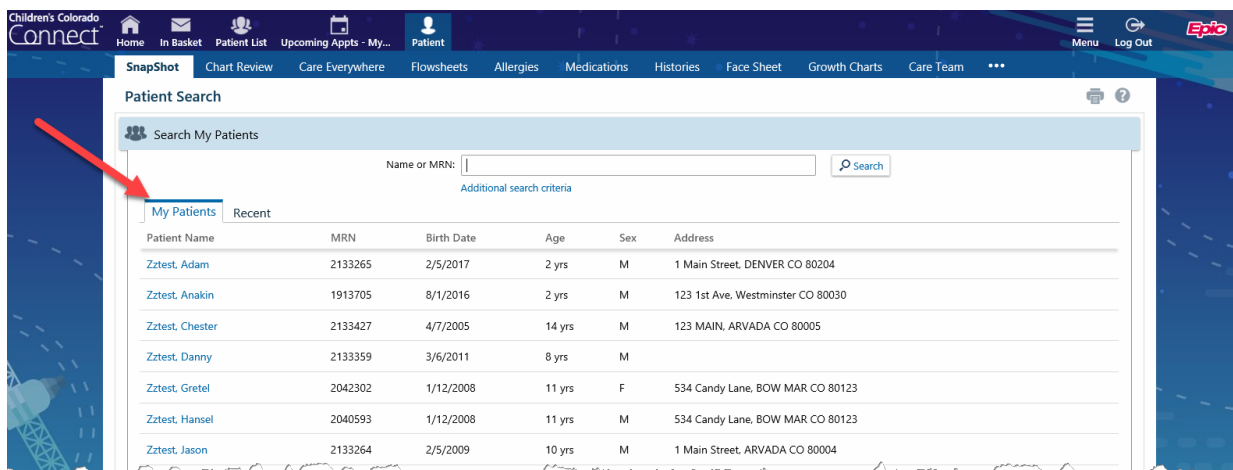 Children's Colorado
Connect
Home In Basket Patient List Upcoming Appts - My... Patient
Menu Log Out
Epic
SnapShot Chart Review Care Everywhere Flowsheets Allergies Medications Histories Face Sheet Growth Charts Care Team •••
Patient Search
Search My Patients
Name or MRN: Search
Additional search criteria
My Patients Recent
Patient Name MRN Birth Date Age Sex Address
Zztest, Adam 2133265 2/5/2017 2 yrs M 1 Main Street, DENVER CO 80204
Zztest, Anakin 1913705 8/1/2016 2 yrs M 123 1st Ave, Westminster CO 80030
Zztest, Chester 2133427 4/7/2005 14 yrs M 123 MAIN, ARVADA CO 80005
Zztest, Danny 2133359 3/6/2011 8 yrs M
Zztest, Gretel 2042302 1/12/2008 11 yrs F 534 Candy Lane, BOW MAR CO 80123
Zztest, Hansel 2040593 1/12/2008 11 yrs M 534 Candy Lane, BOW MAR CO 80123
Zztest, Jason 2133264 2/5/2009 10 yrs M 1 Main Street, ARVADA CO 80004